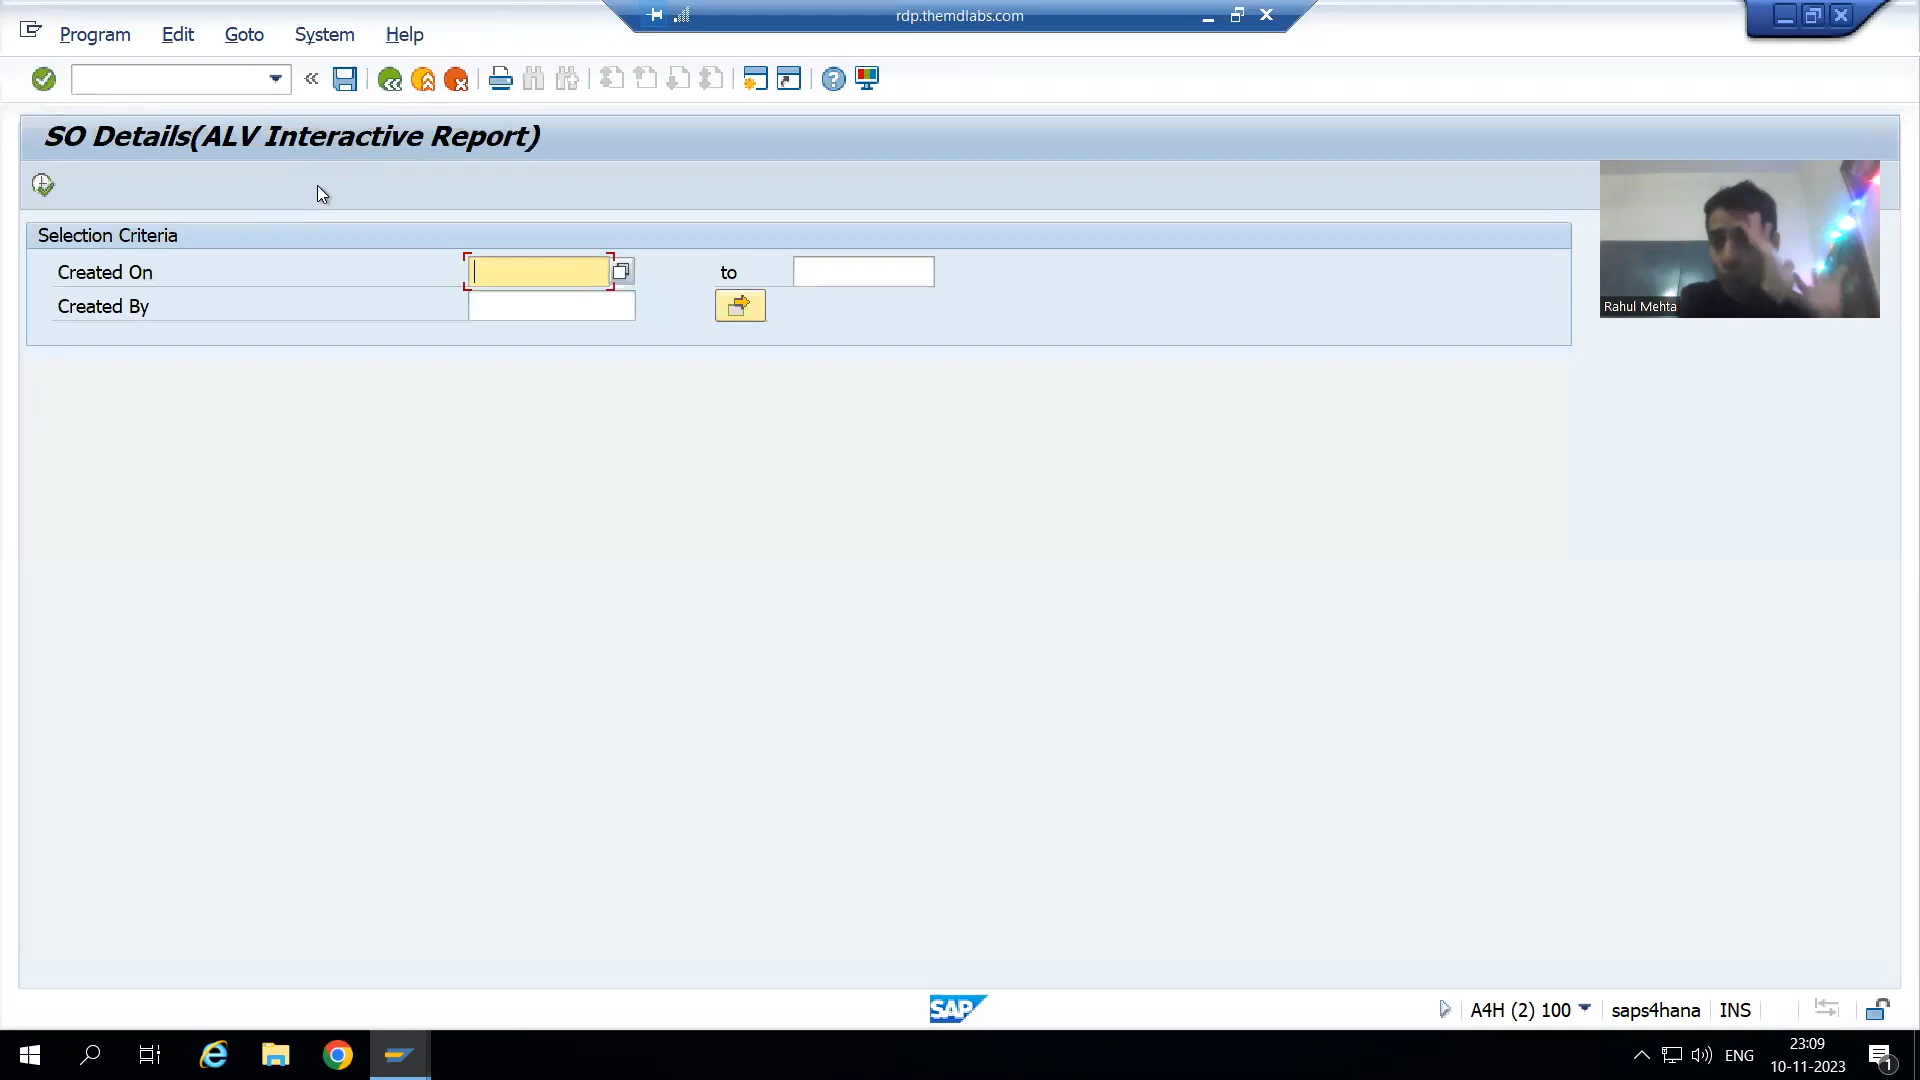 rdp.themdlabs.com
Program Edit Goto System Help
SO Details(ALV Interactive Report)
Selection Criteria
Created On to
Created By
Rahul Mehta
SAP
A4H (2) 100 saps4hana INS
ENG
23:09
10-11-2023
1